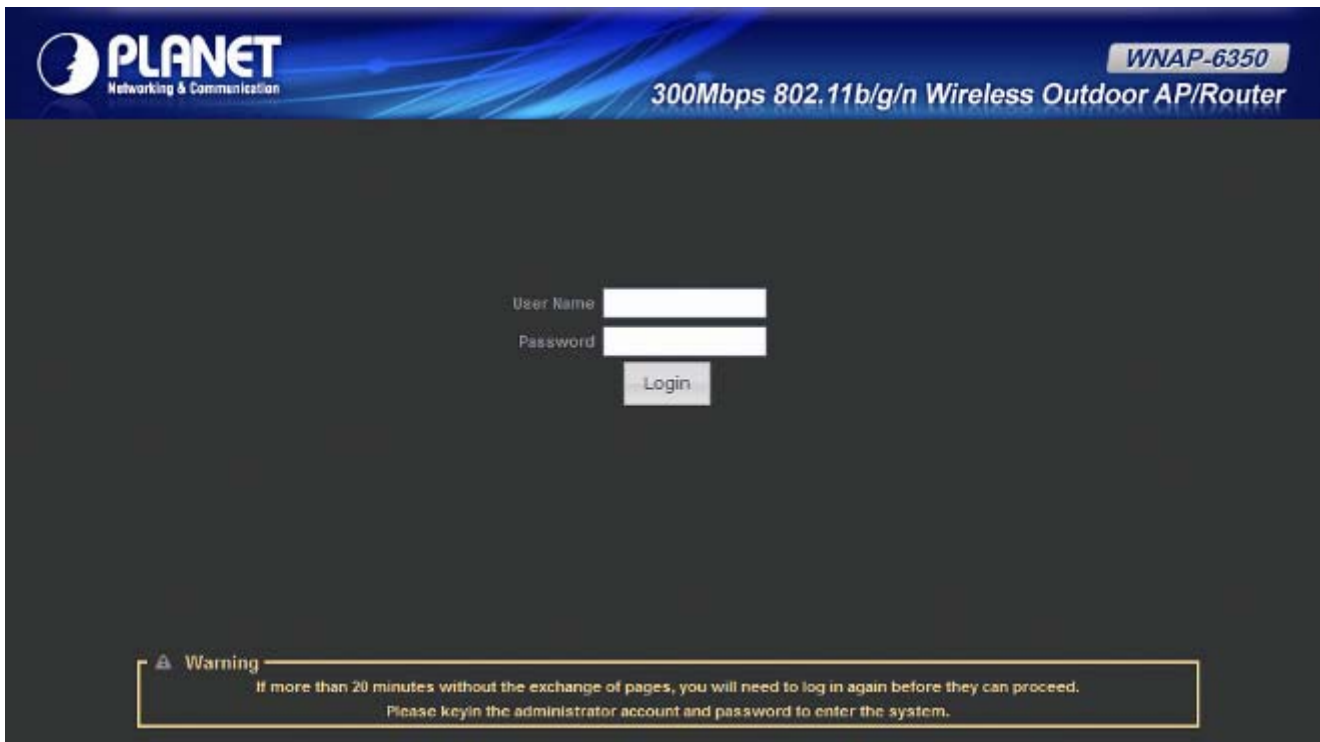 PLANET
Networking & Communication
WNAP-6350
300Mbps 802.11b/g/n Wireless Outdoor AP/Router
User Name
Password
Login
Warning
If more than 20 minutes without the exchange of pages, you will need to log in again before they can proceed.
Please keyin the administrator account and password to enter the system.